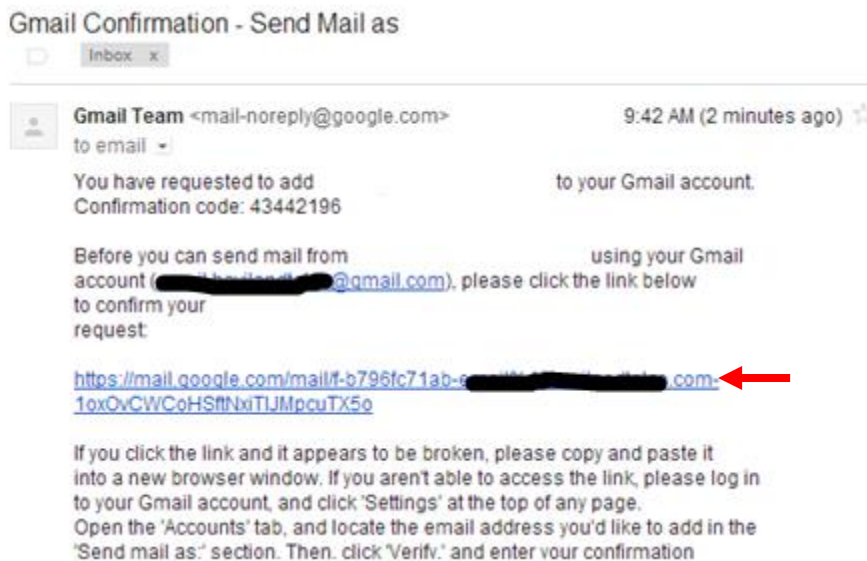 Gmail Confirmation - Send Mail as
Inbox x
Gmail Team <mail-noreply@google.com> 9:42 AM (2 minutes ago)
to email
You have requested to add to your Gmail account.
Confirmation code: 43442196
Before you can send mail from using your Gmail
account ( @gmail.com), please click the link below
to confirm your
request:
https://mail.google.com/mail/f-b796fc71ab- .com-
1oxOvCWCoHSftNxiTIJMpcuTX5o
If you click the link and it appears to be broken, please copy and paste it
into a new browser window. If you aren't able to access the link, please log in
to your Gmail account, and click 'Settings' at the top of any page.
Open the 'Accounts' tab, and locate the email address you'd like to add in the
'Send mail as:' section. Then, click 'Verify,' and enter your confirmation